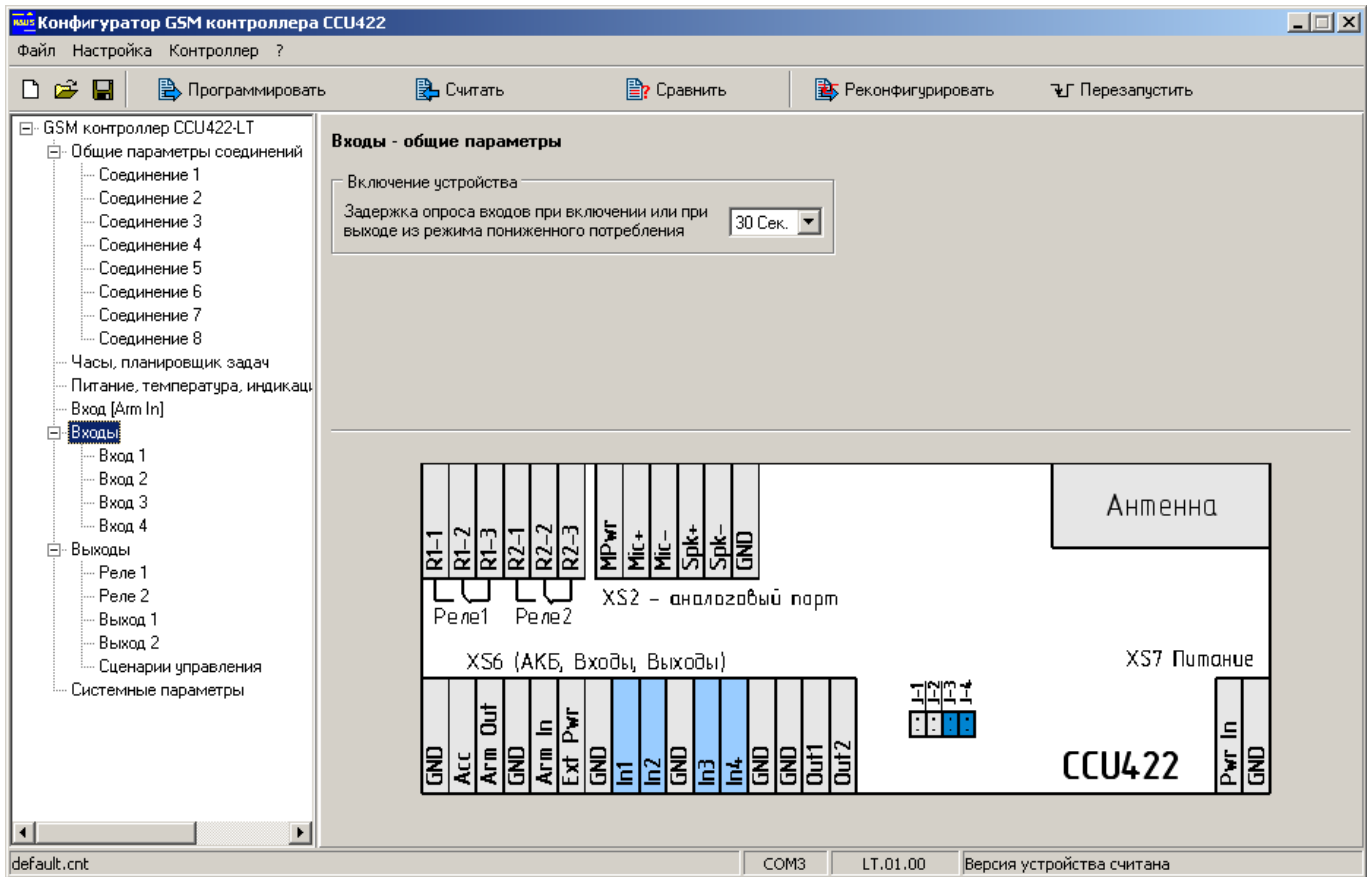 Конфигуратор GSM контроллера CCU422
Файл Настройка Контроллер ?
Программировать Считать Сравнить Реконфигурировать Перезапустить
GSM контроллер CCU422-LT
Общие параметры соединений
Соединение 1
Соединение 2
Соединение 3
Соединение 4
Соединение 5
Соединение 6
Соединение 7
Соединение 8
Часы, планировщик задач
Питание, температура, индикаци
Вход [Arm In]
Входы
Вход 1
Вход 2
Вход 3
Вход 4
Выходы
Реле 1
Реле 2
Выход 1
Выход 2
Сценарии управления
Системные параметры
Входы - общие параметры
Включение устройства
Задержка опроса входов при включении или при
выходе из режима пониженного потребления
30 Сек.
R1-1 R1-2 R1-3 R2-1 R2-2 R2-3 MPwr Mic+ Mic- Spk+ Spk- GND
Антенна
Реле1 Реле2
XS2 - аналоговый порт
XS6 (АКБ, Входы, Выходы)
XS7 Питание
J-1 J-2 J-3 J-4
GND Acc Arm Out GND Arm In Ext Pwr GND In1 In2 GND In3 In4 GND GND Out1 Out2
CCU422
Pwr In GND
default.cnt COM3 LT.01.00 Версия устройства считана